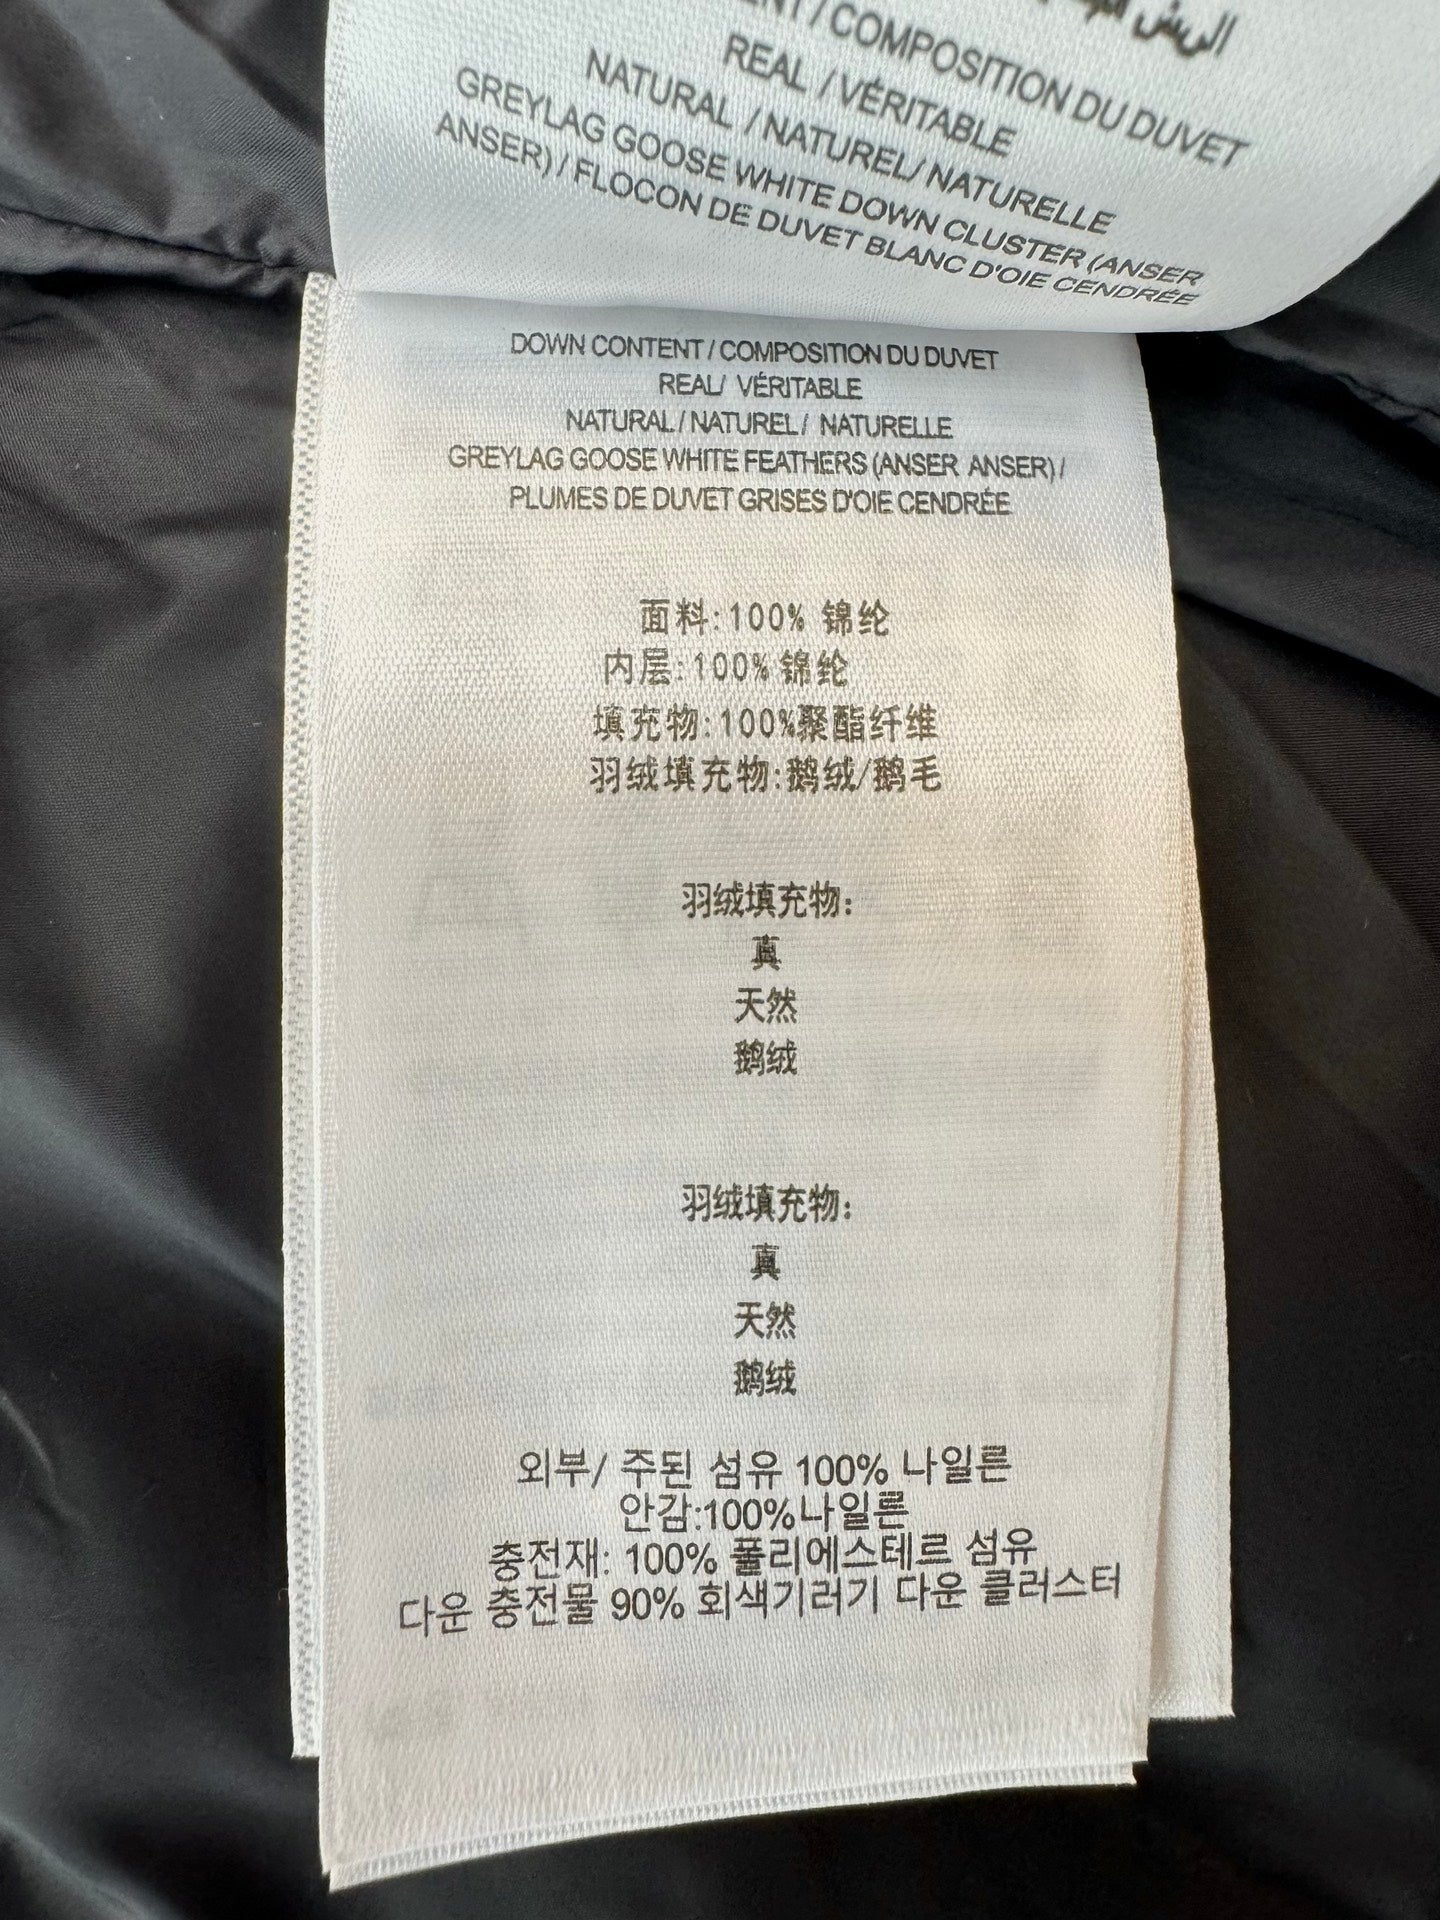 الريش
/ COMPOSITION DU DUVET
REAL / VÉRITABLE
NATURAL / NATUREL/ NATURELLE
GREYLAG GOOSE WHITE DOWN CLUSTER (ANSER
ANSER) / FLOCON DE DUVET BLANC D'OIE CENDRÉE
DOWN CONTENT / COMPOSITION DU DUVET
REAL/ VÉRITABLE
NATURAL / NATUREL / NATURELLE
GREYLAG GOOSE WHITE FEATHERS (ANSER ANSER) /
PLUMES DE DUVET GRISES D'OIE CENDRÉE
面料:100% 锦纶
内层:100% 锦纶
填充物:100%聚酯纤维
羽绒填充物:鹅绒/鹅毛
羽绒填充物:
真
天然
鹅绒
羽绒填充物:
真
天然
鹅绒
외부/ 주된 섬유 100% 나일론
안감:100%나일론
충전재: 100% 폴리에스테르 섬유
다운 충전물 90% 회색기러기 다운 클러스터